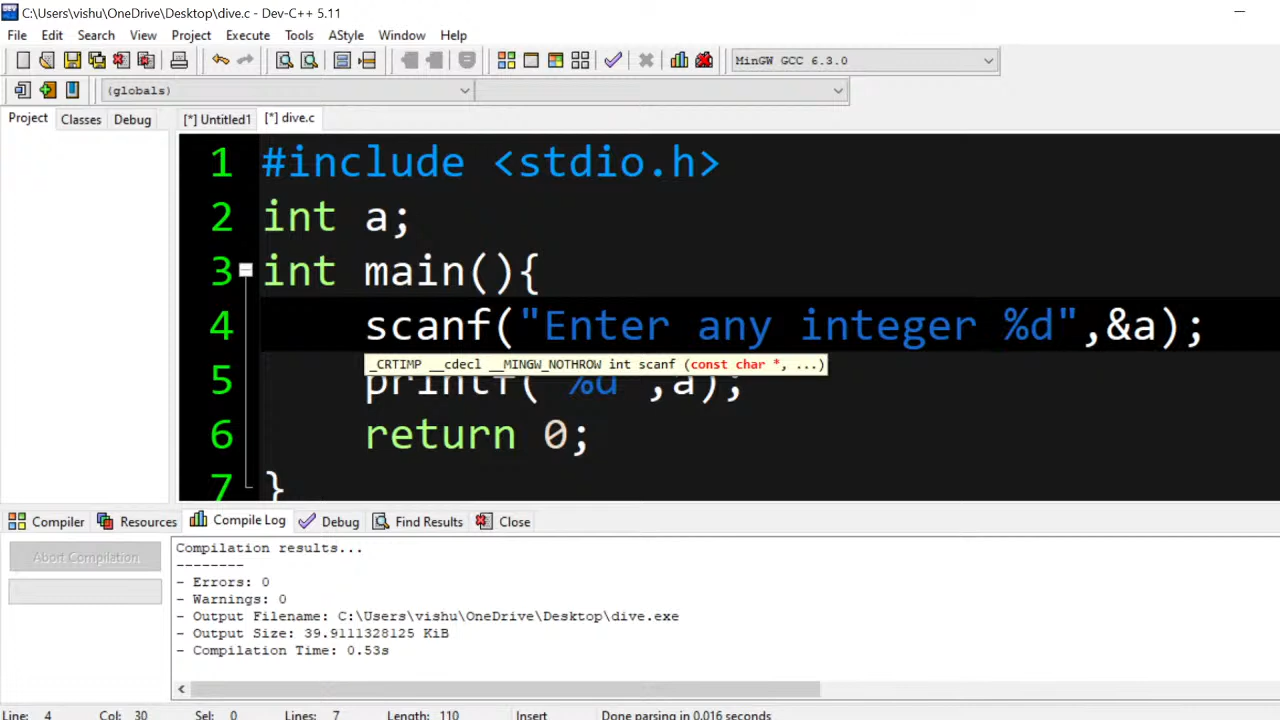 C:\Users\vishu\OneDrive\Desktop\dive.c - Dev-C++ 5.11
File Edit Search View Project Execute Tools AStyle Window Help
MinGW GCC 6.3.0
(globals)
Project Classes Debug [*] Untitled1 [*] dive.c
1 #include <stdio.h>
2 int a;
3 int main(){
4 scanf("Enter any integer %d",&a);
_CRTIMP __cdecl __MINGW_NOTHROW int scanf (const char *, ...)
5 printf("%d",a);
6 return 0;
7 }
Compiler Resources Compile Log Debug Find Results Close
Abort Compilation
Compilation results...
--------
- Errors: 0
- Warnings: 0
- Output Filename: C:\Users\vishu\OneDrive\Desktop\dive.exe
- Output Size: 39.9111328125 KiB
- Compilation Time: 0.53s
Line: 4 Col: 30 Sel: 0 Lines: 7 Length: 110 Insert Done parsing in 0.016 seconds